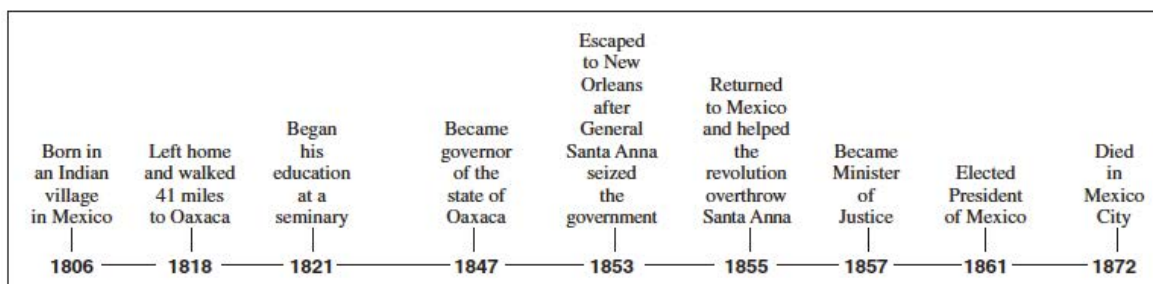 Born in
an Indian
village
in Mexico
1806
Left home
and walked
41 miles
to Oaxaca
1818
Began
his
education
at a
seminary
1821
Became
governor
of the
state of
Oaxaca
1847
Escaped
to New
Orleans
after
General
Santa Anna
seized
the
government
1853
Returned
to Mexico
and helped
the
revolution
overthrow
Santa Anna
1855
Became
Minister
of
Justice
1857
Elected
President
of Mexico
1861
Died
in
Mexico
City
1872